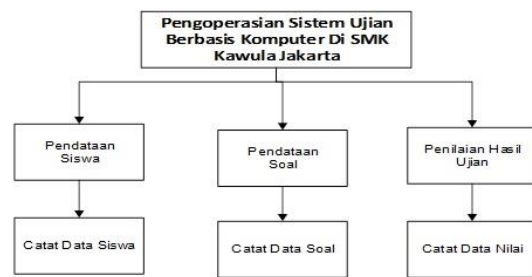 Pengoperasian Sistem Ujian
Berbasis Komputer Di SMK
Kawula Jakarta
Pendataan
Siswa
Pendataan
Soal
Penilaian Hasil
Ujian
Catat Data Siswa
Catat Data Soal
Catat Data Nilai